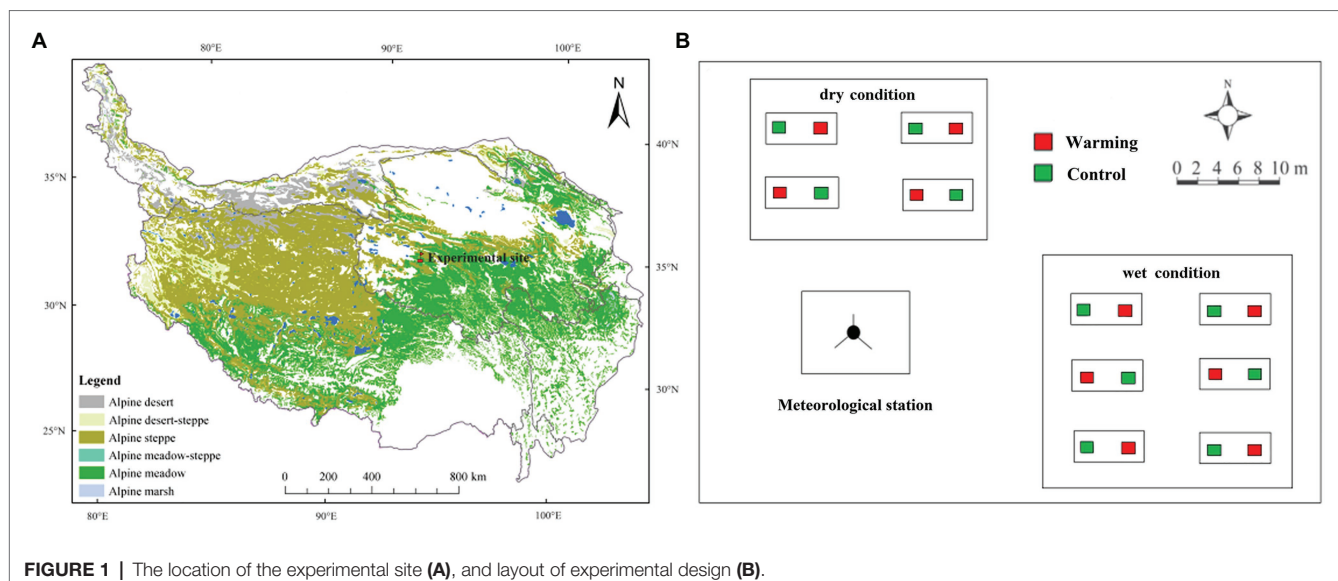 A
80°E 90°E 100°E
N
40°N
35°N
Experimental site
35°N
30°N
30°N
25°N
Legend
Alpine desert
Alpine desert-steppe
Alpine steppe
Alpine meadow-steppe
Alpine meadow
Alpine marsh
0 200 400 800 km
80°E 90°E 100°E
B
dry condition
Warming
Control
N
0 2 4 6 8 10 m
Meteorological station
wet condition
FIGURE 1 | The location of the experimental site (A), and layout of experimental design (B).